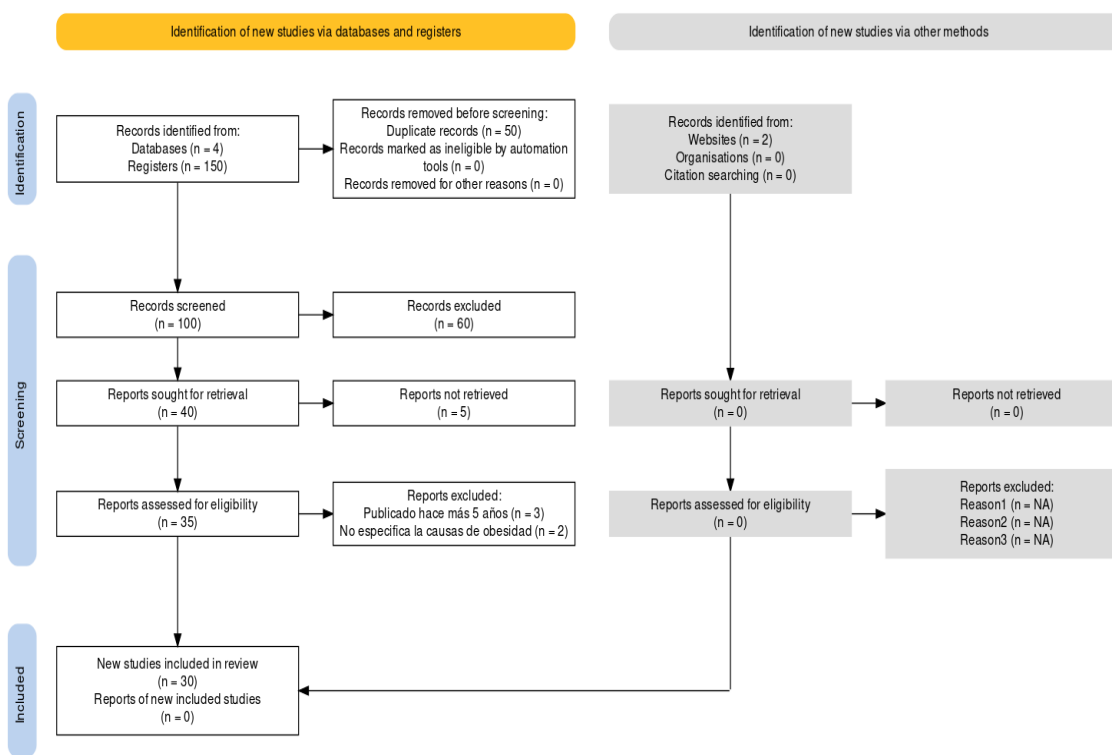 Identification of new studies via databases and registers
Identification of new studies via other methods
Identification
Records identified from:
Databases (n = 4)
Registers (n = 150)
Records removed before screening:
Duplicate records (n = 50)
Records marked as ineligible by automation
tools (n = 0)
Records removed for other reasons (n = 0)
Records identified from:
Websites (n = 2)
Organisations (n = 0)
Citation searching (n = 0)
Screening
Records screened
(n = 100)
Records excluded
(n = 60)
Reports sought for retrieval
(n = 40)
Reports not retrieved
(n = 5)
Reports sought for retrieval
(n = 0)
Reports not retrieved
(n = 0)
Reports assessed for eligibility
(n = 35)
Reports excluded:
Publicado hace más 5 años (n = 3)
No especifica la causas de obesidad (n = 2)
Reports assessed for eligibility
(n = 0)
Reports excluded:
Reason1 (n = NA)
Reason2 (n = NA)
Reason3 (n = NA)
Included
New studies included in review
(n = 30)
Reports of new included studies
(n = 0)